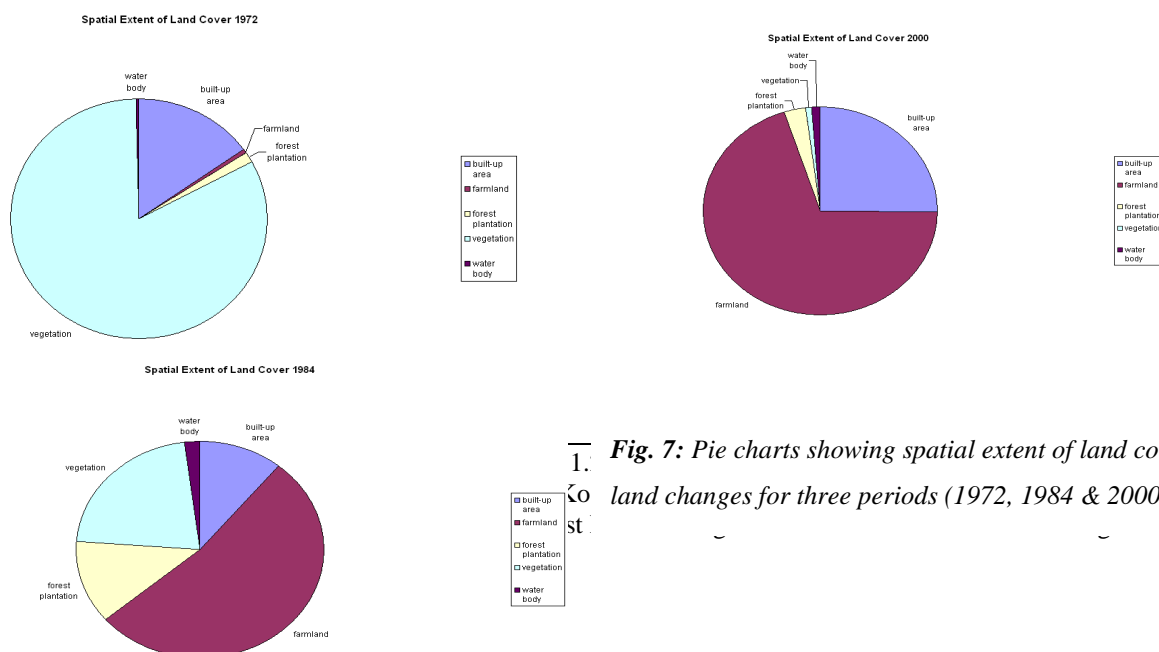 Spatial Extent of Land Cover 1972
water
body
built-up
area
farmland
forest
plantation
vegetation
built-up
area
farmland
forest
plantation
vegetation
water
body
Spatial Extent of Land Cover 2000
water
body
vegetation
forest
plantation
built-up
area
farmland
built-up
area
farmland
forest
plantation
vegetation
water
body
Spatial Extent of Land Cover 1984
water
body
built-up
area
vegetation
forest
plantation
farmland
built-up
area
farmland
forest
plantation
vegetation
water
body
Fig. 7: Pie charts showing spatial extent of land co
land changes for three periods (1972, 1984 & 2000